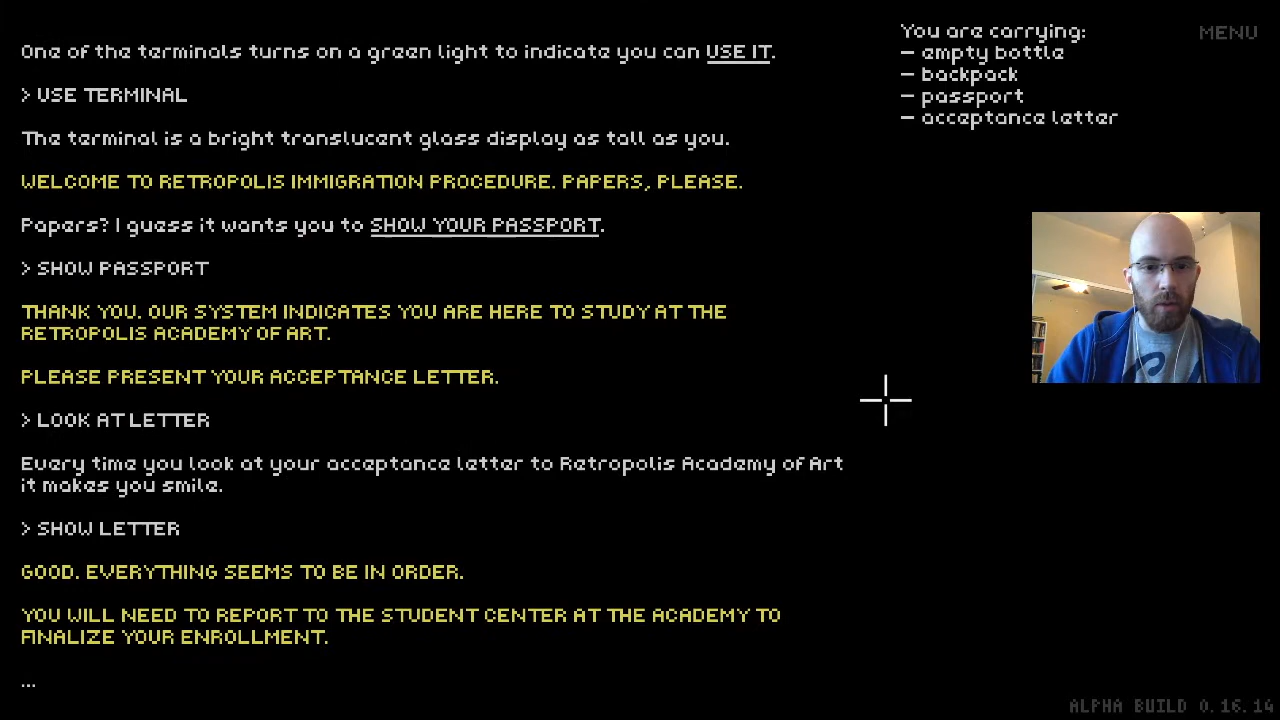 One of the terminals turns on a green light to indicate you can USE IT.
> USE TERMINAL
The terminal is a bright translucent glass display as tall as you.
WELCOME TO RETROPOLIS IMMIGRATION PROCEDURE. PAPERS, PLEASE.
Papers? I guess it wants you to SHOW YOUR PASSPORT.
> SHOW PASSPORT
THANK YOU. OUR SYSTEM INDICATES YOU ARE HERE TO STUDY AT THE
RETROPOLIS ACADEMY OF ART.
PLEASE PRESENT YOUR ACCEPTANCE LETTER.
> LOOK AT LETTER
Every time you look at your acceptance letter to Retropolis Academy of Art
it makes you smile.
> SHOW LETTER
GOOD. EVERYTHING SEEMS TO BE IN ORDER.
YOU WILL NEED TO REPORT TO THE STUDENT CENTER AT THE ACADEMY TO
FINALIZE YOUR ENROLLMENT.
...
You are carrying:
– empty bottle
– backpack
– passport
– acceptance letter
MENU
ALPHA BUILD 0.16.14